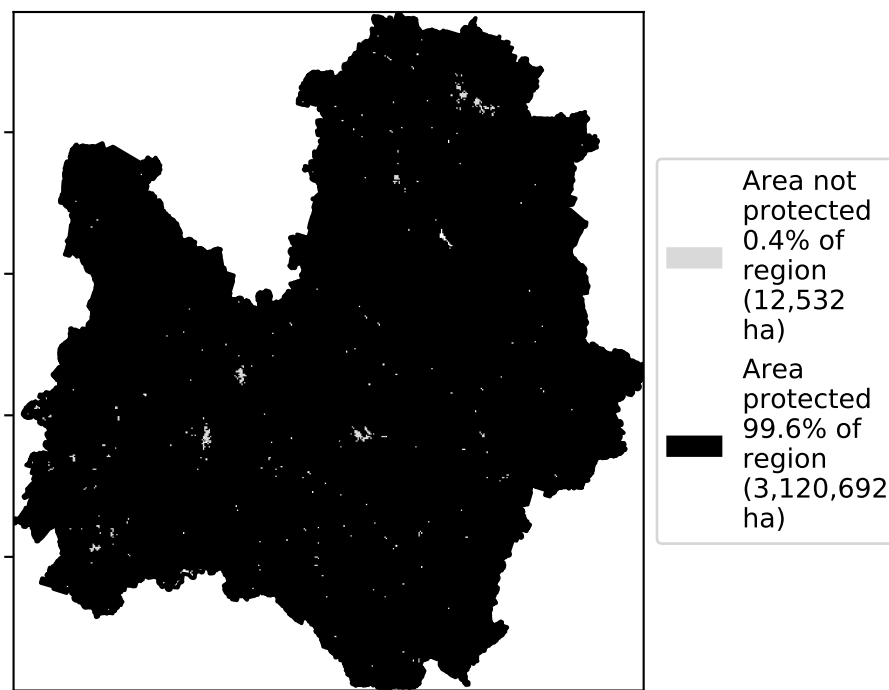 Area not
protected
0.4% of
region
(12,532
ha)
Area
protected
99.6% of
region
(3,120,692
ha)